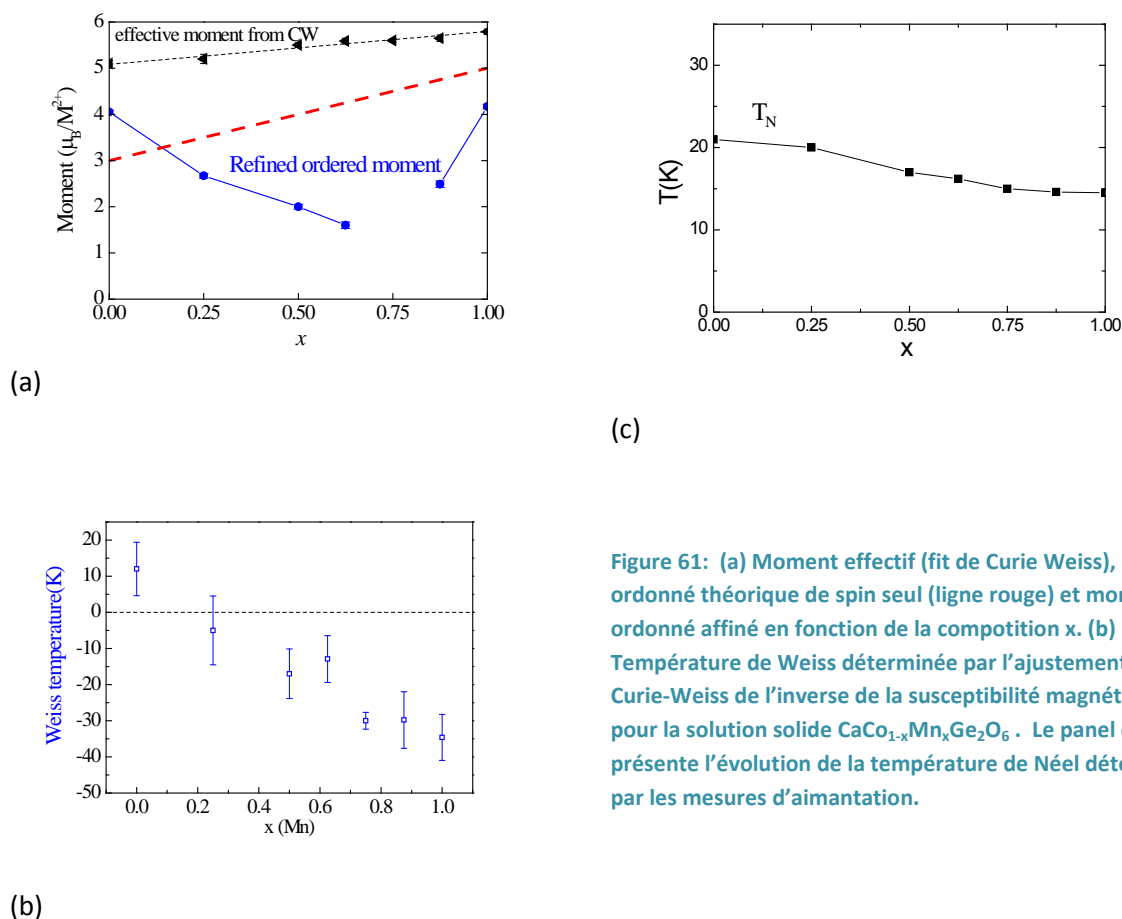 effective moment from CW
Refined ordered moment
Moment (μB/M²⁺)
6
5
4
3
2
1
0
0.00 0.25 0.50 0.75 1.00
x
(a)
TN
T(K)
30
20
10
0
0.00 0.25 0.50 0.75 1.00
x
(c)
Weiss temperature(K)
20
10
0
-10
-20
-30
-40
-50
0.0 0.2 0.4 0.6 0.8 1.0
x (Mn)
(b)
Figure 61: (a) Moment effectif (fit de Curie Weiss),
ordonné théorique de spin seul (ligne rouge) et
ordonné affiné en fonction de la compotition x. (b)
Température de Weiss déterminée par l’ajustement
Curie-Weiss de l’inverse de la susceptibilité
pour la solution solide CaCo₁₋ₓMnₓGe₂O₆ . Le panel
présente l’évolution de la température de Néel
par les mesures d’aimantation.